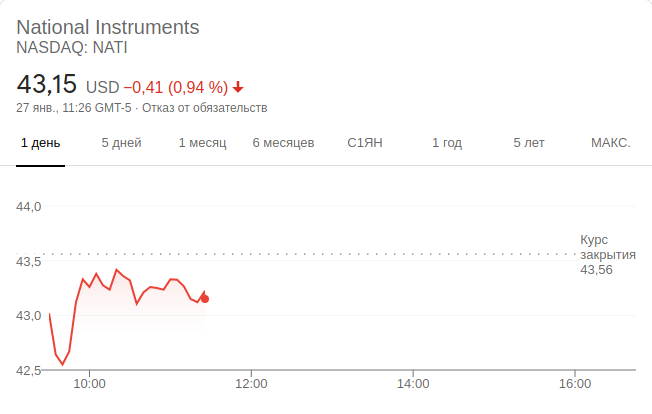 National Instruments
NASDAQ: NATI
43,15 USD −0,41 (0,94 %)
27 янв., 11:26 GMT-5 · Отказ от обязательств
1 день 5 дней 1 месяц 6 месяцев С1ЯН 1 год 5 лет МАКС.
44,0
Курс
закрытия
43,56
43,5
43,0
42,5
10:00 12:00 14:00 16:00